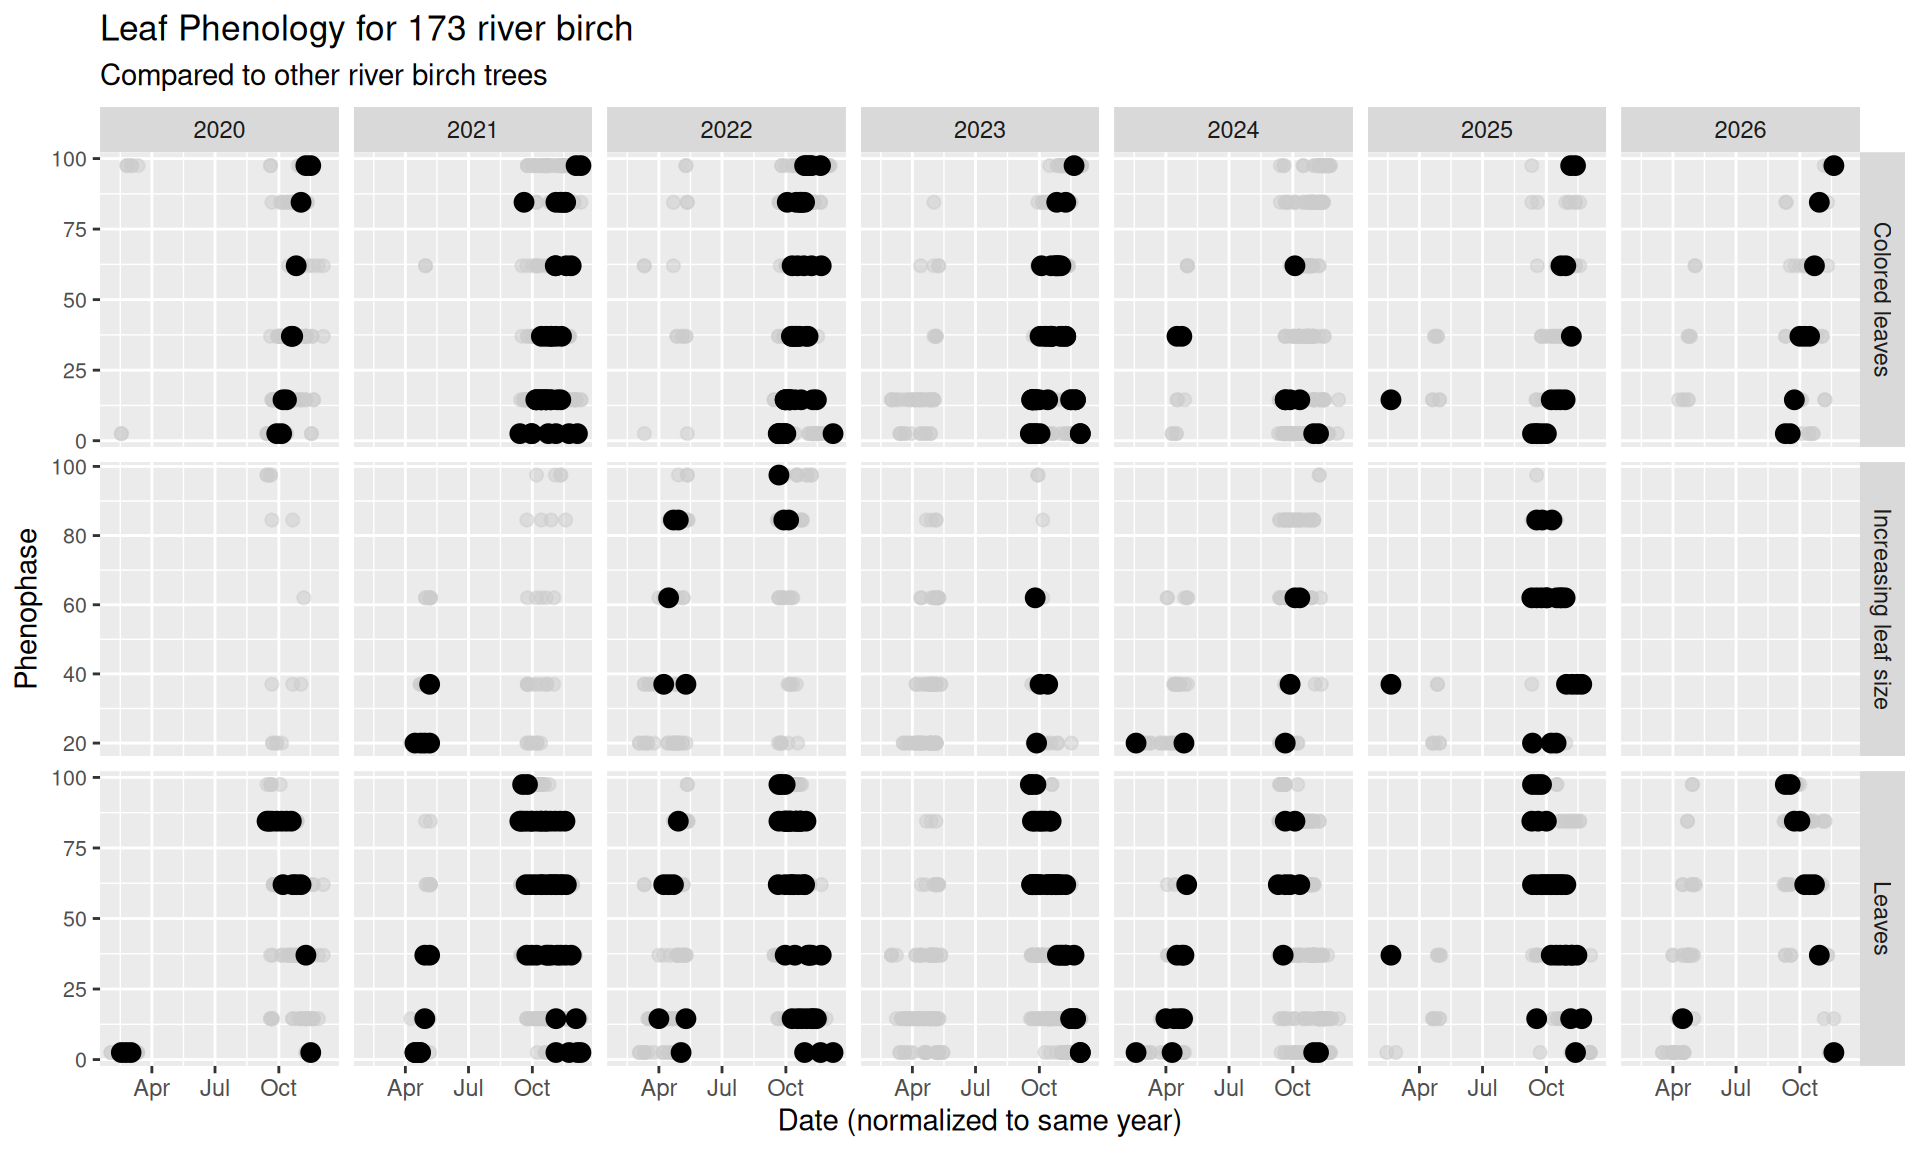 Leaf Phenology for 173 river birch
Compared to other river birch trees
2020 2021 2022 2023 2024 2025 2026
100
75
50
25
0
Colored leaves
100
80
60
40
20
Increasing leaf size
100
75
50
25
0
Leaves
Phenophase
Apr Jul Oct Apr Jul Oct Apr Jul Oct Apr Jul Oct Apr Jul Oct Apr Jul Oct Apr Jul Oct
Date (normalized to same year)